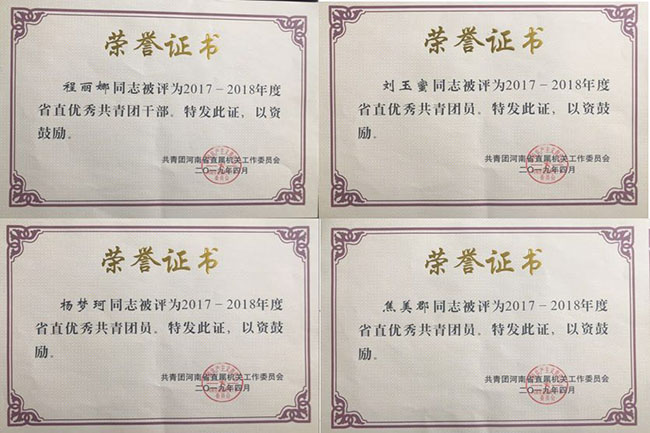 荣誉证书
程丽娜同志被评为2017－2018年度
省直优秀共青团干部。特发此证，以资
鼓励。
共青团河南省直属机关工作委员会
二〇一九年四月
荣誉证书
刘玉蜜同志被评为2017－2018年度
省直优秀共青团员。特发此证，以资
鼓励。
共青团河南省直属机关工作委员会
二〇一九年四月
荣誉证书
杨梦珂同志被评为2017－2018年度
省直优秀共青团员。特发此证，以资鼓
励。
共青团河南省直属机关工作委员会
二〇一九年四月
荣誉证书
焦美郡同志被评为2017－2018年度
省直优秀共青团员。特发此证，以资鼓
励。
共青团河南省直属机关工作委员会
二〇一九年四月